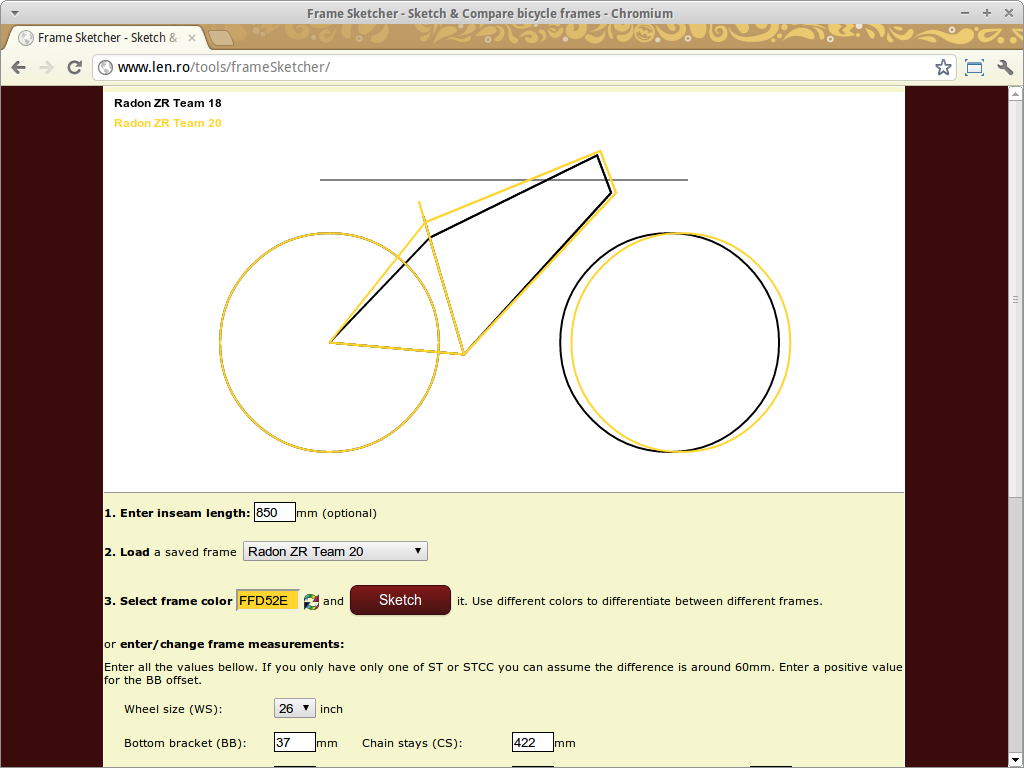 Frame Sketcher - Sketch & Compare bicycle frames - Chromium
Frame Sketcher - Sketch &
www.len.ro/tools/frameSketcher/
Radon ZR Team 18
Radon ZR Team 20
1. Enter inseam length: 850 mm (optional)
2. Load a saved frame Radon ZR Team 20
3. Select frame color FFD52E and Sketch it. Use different colors to differentiate between different frames.
or enter/change frame measurements:
Enter all the values bellow. If you only have only one of ST or STCC you can assume the difference is around 60mm. Enter a positive value
for the BB offset.
Wheel size (WS): 26 inch
Bottom bracket (BB): 37 mm Chain stays (CS): 422 mm